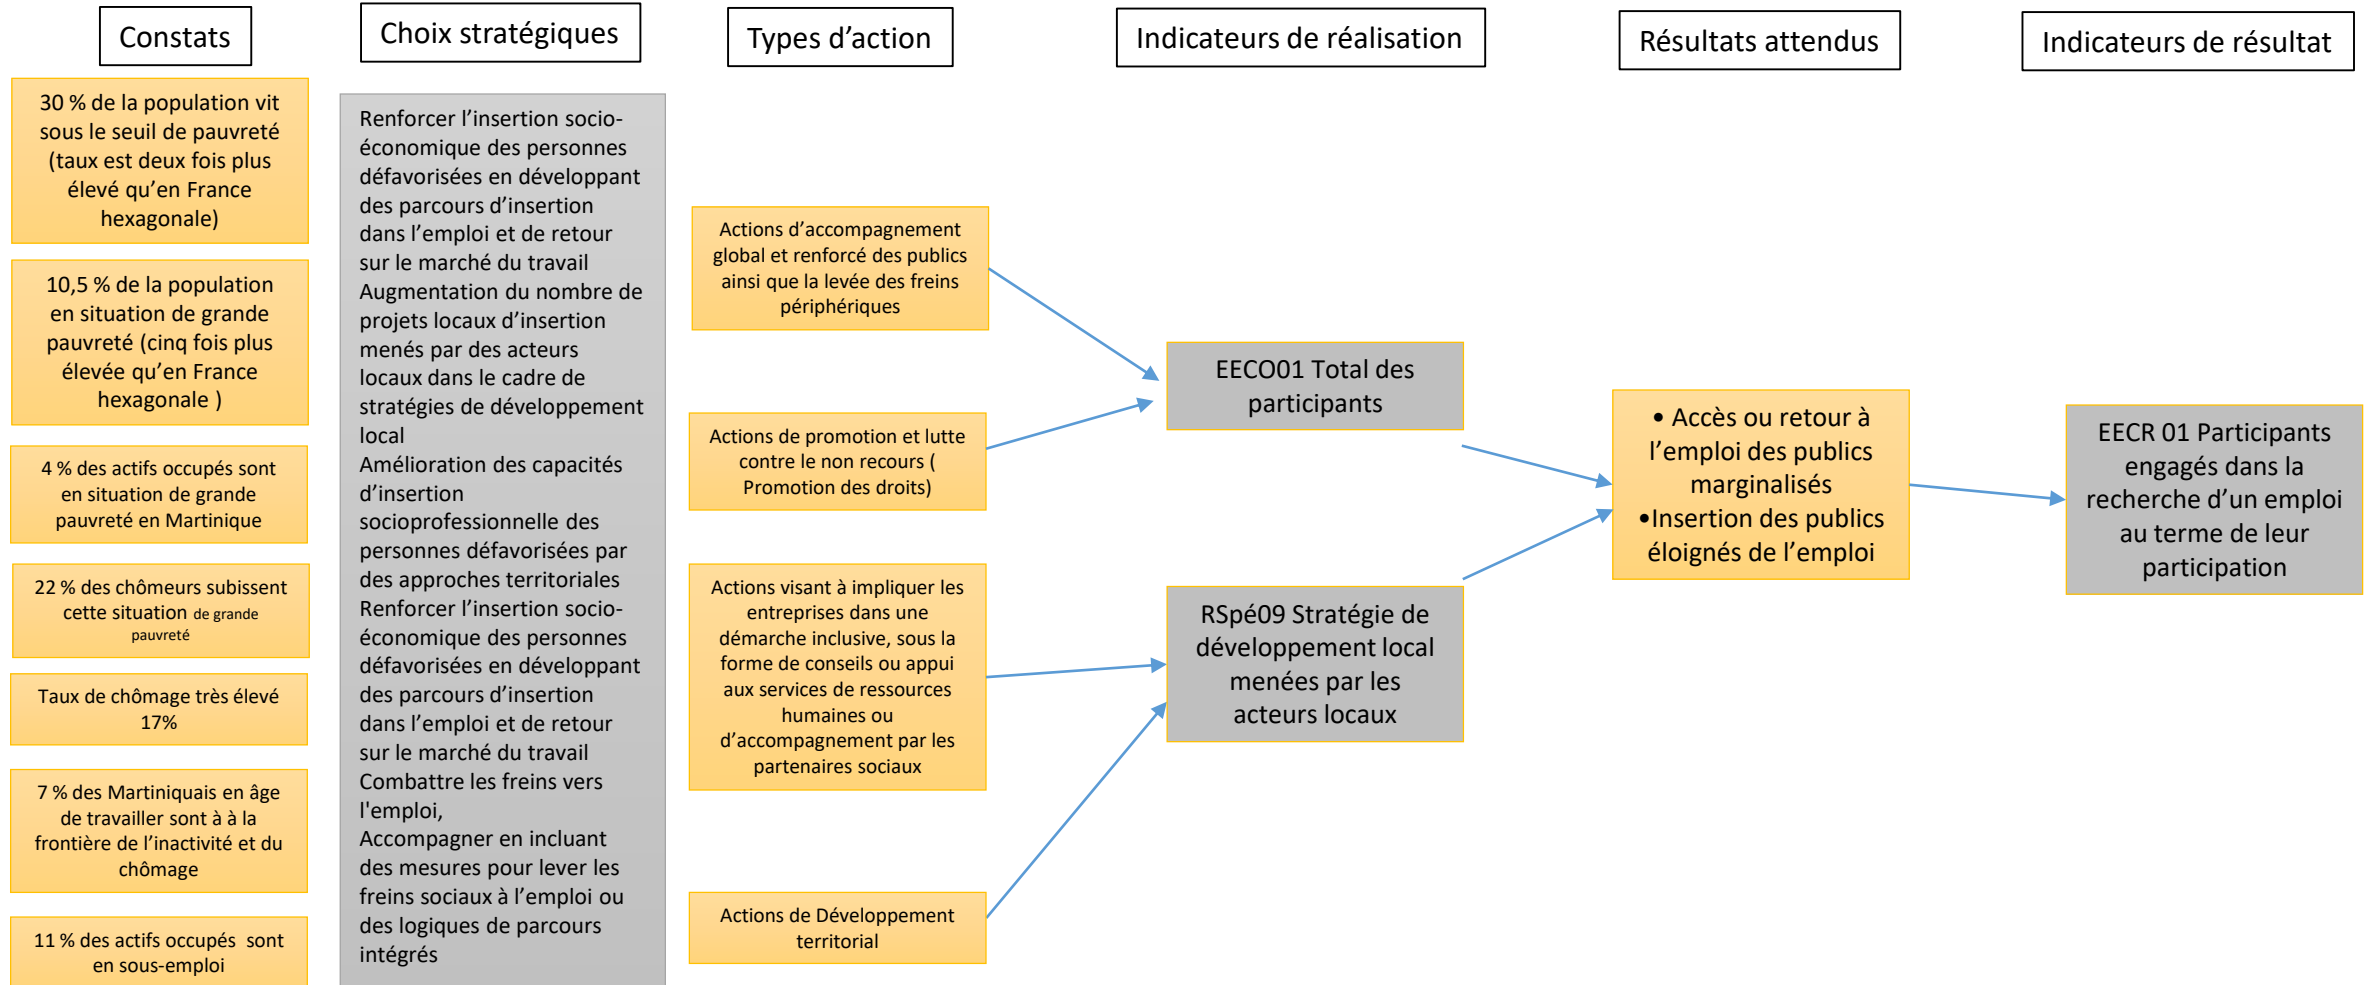 Constats
30 % de la population vit
sous le seuil de pauvreté
(taux est deux fois plus
élevé qu’en France
hexagonale)
10,5 % de la population
en situation de grande
pauvreté (cinq fois plus
élevée qu’en France
hexagonale )
4 % des actifs occupés sont
en situation de grande
pauvreté en Martinique
22 % des chômeurs subissent
cette situation de grande
pauvreté
Taux de chômage très élevé
17%
7 % des Martiniquais en âge
de travailler sont à à la
frontière de l’inactivité et du
chômage
11 % des actifs occupés sont
en sous-emploi
Choix stratégiques
Renforcer l’insertion socio-
économique des personnes
défavorisées en développant
des parcours d’insertion
dans l’emploi et de retour
sur le marché du travail
Augmentation du nombre de
projets locaux d’insertion
menés par des acteurs
locaux dans le cadre de
stratégies de développement
local
Amélioration des capacités
d’insertion
socioprofessionnelle des
personnes défavorisées par
des approches territoriales
Renforcer l’insertion socio-
économique des personnes
défavorisées en développant
des parcours d’insertion
dans l’emploi et de retour
sur le marché du travail
Combattre les freins vers
l'emploi,
Accompagner en incluant
des mesures pour lever les
freins sociaux à l’emploi ou
des logiques de parcours
intégrés
Types d’action
Actions d’accompagnement
global et renforcé des publics
ainsi que la levée des freins
périphériques
Actions de promotion et lutte
contre le non recours (
Promotion des droits)
Actions visant à impliquer les
entreprises dans une
démarche inclusive, sous la
forme de conseils ou appui
aux services de ressources
humaines ou
d’accompagnement par les
partenaires sociaux
Actions de Développement
territorial
Indicateurs de réalisation
EECO01 Total des
participants
RSpé09 Stratégie de
développement local
menées par les
acteurs locaux
Résultats attendus
• Accès ou retour à
l’emploi des publics
marginalisés
•Insertion des publics
éloignés de l’emploi
Indicateurs de résultat
EECR 01 Participants
engagés dans la
recherche d’un emploi
au terme de leur
participation